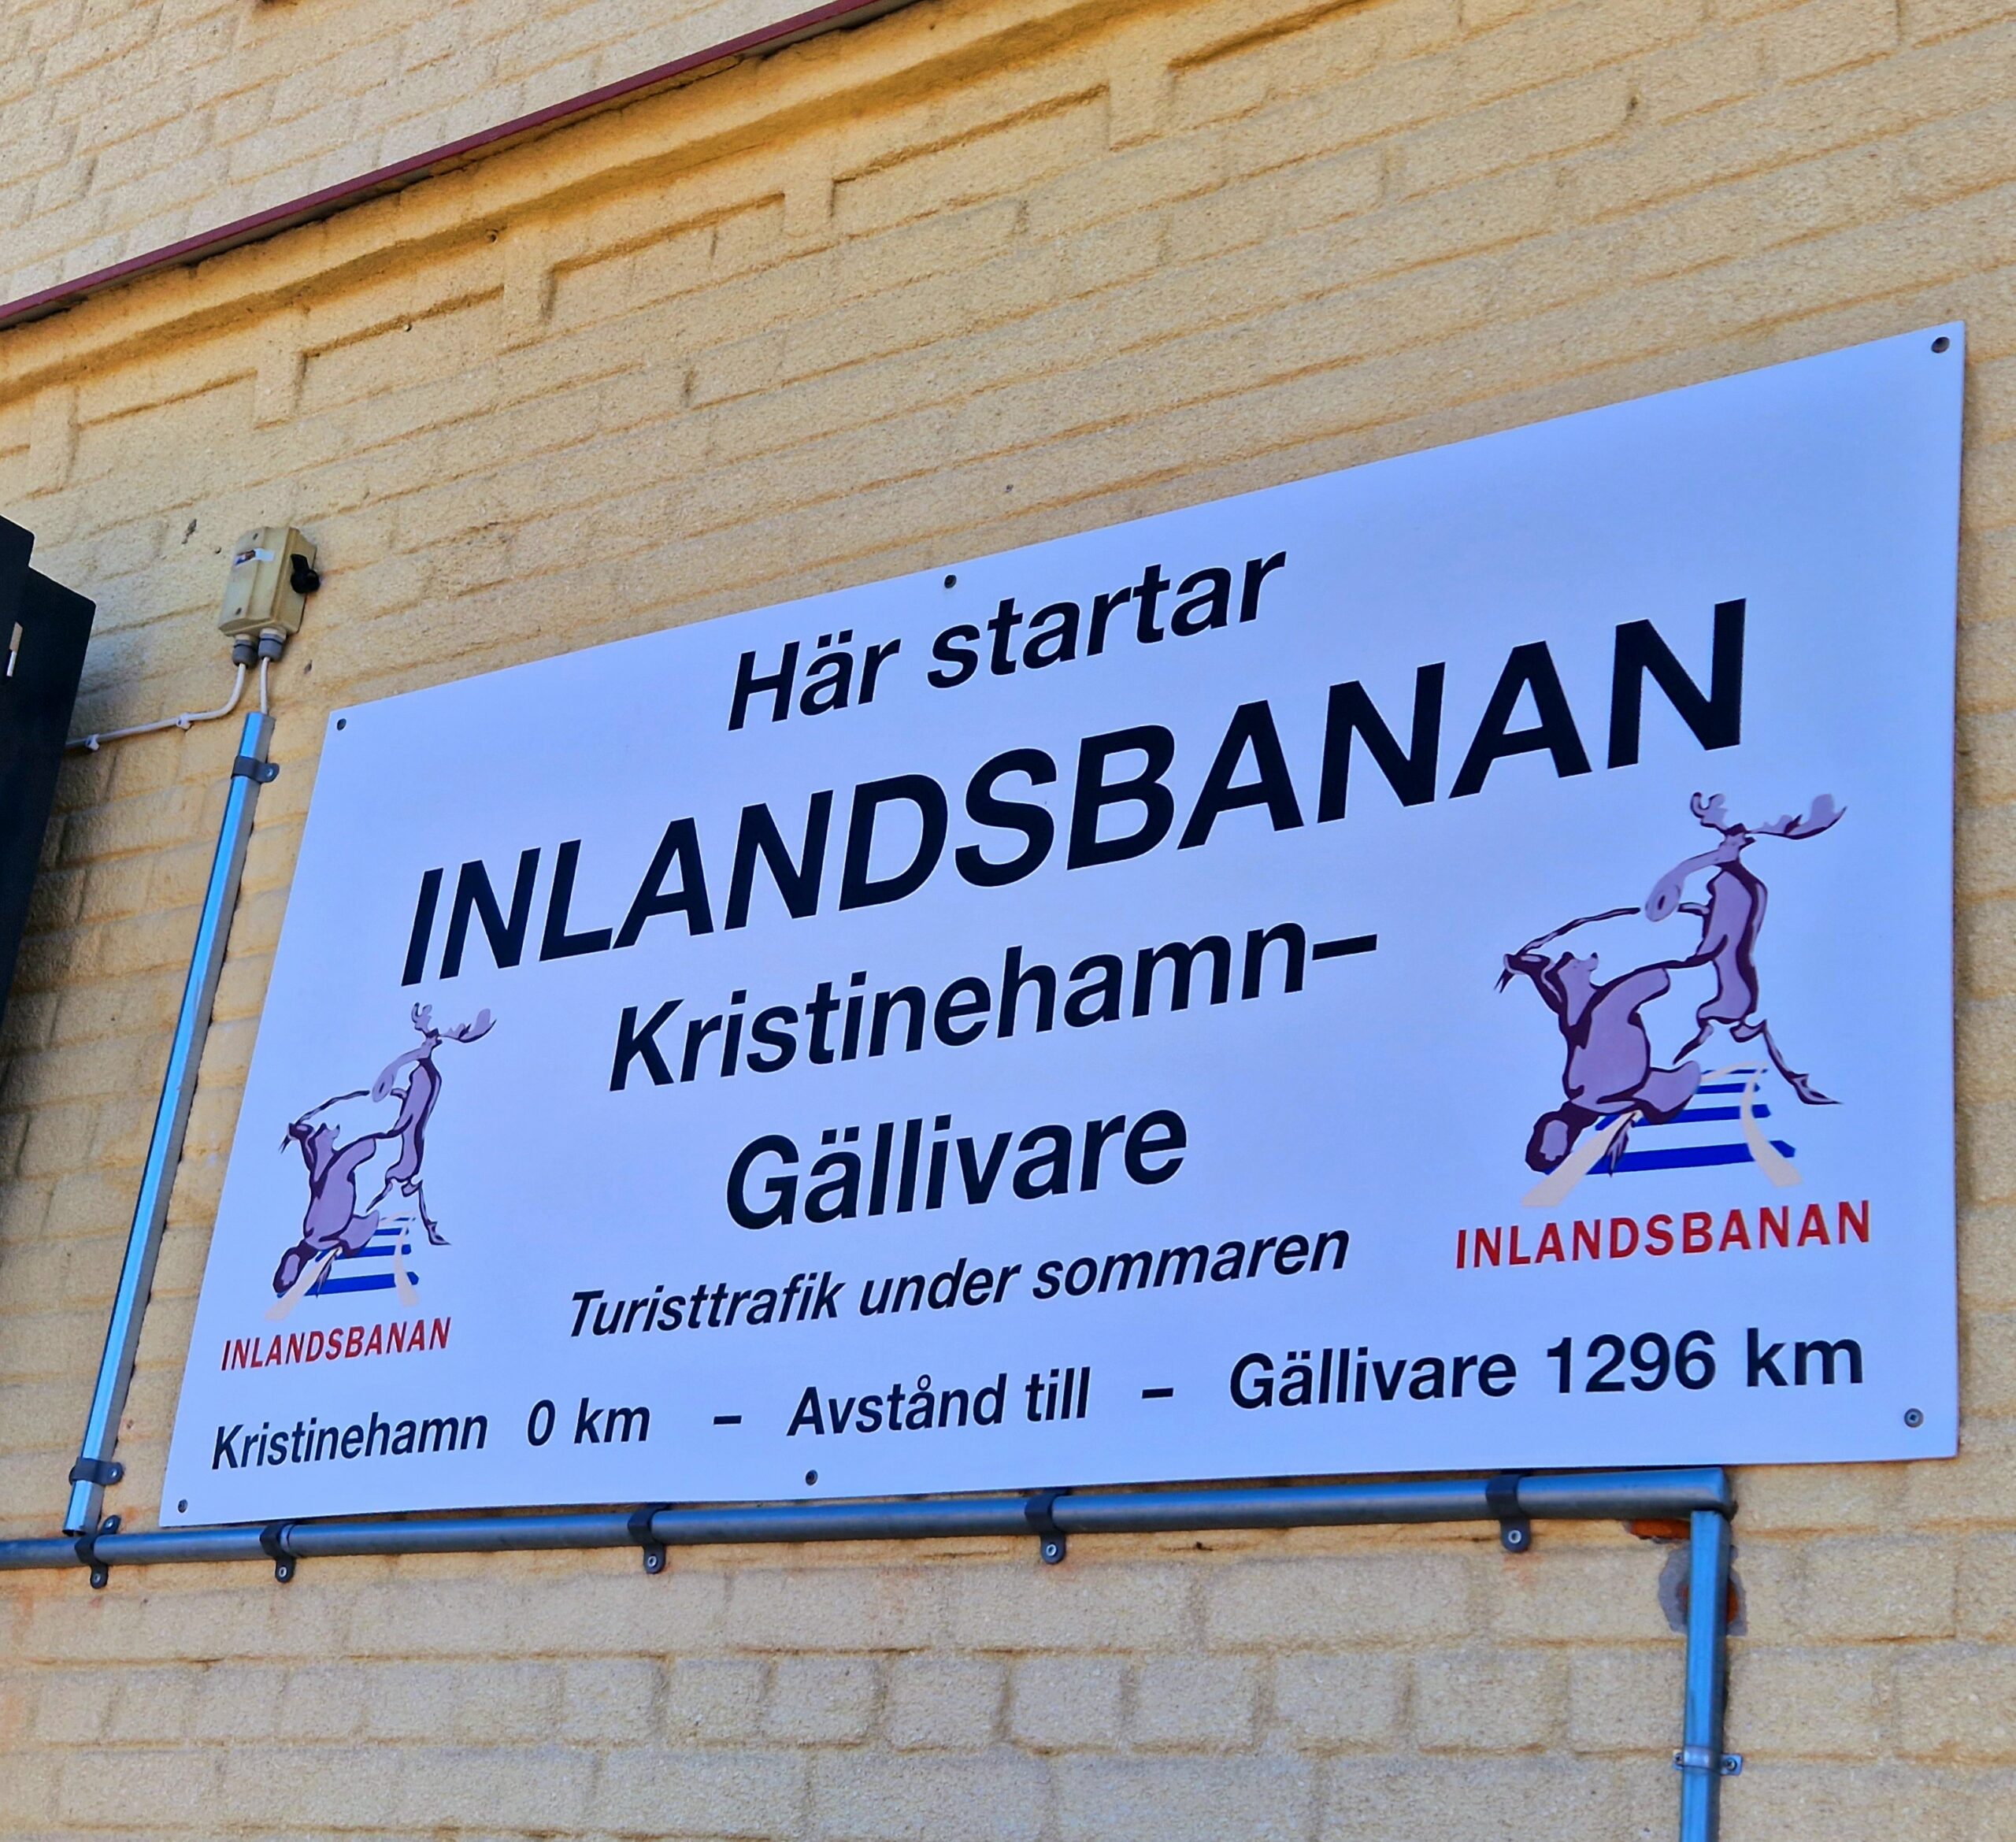 Här startar
INLANDSBANAN
Kristinehamn–
Gällivare
Turisttrafik under sommaren
INLANDSBANAN
INLANDSBANAN
Kristinehamn 0 km – Avstånd till – Gällivare 1296 km